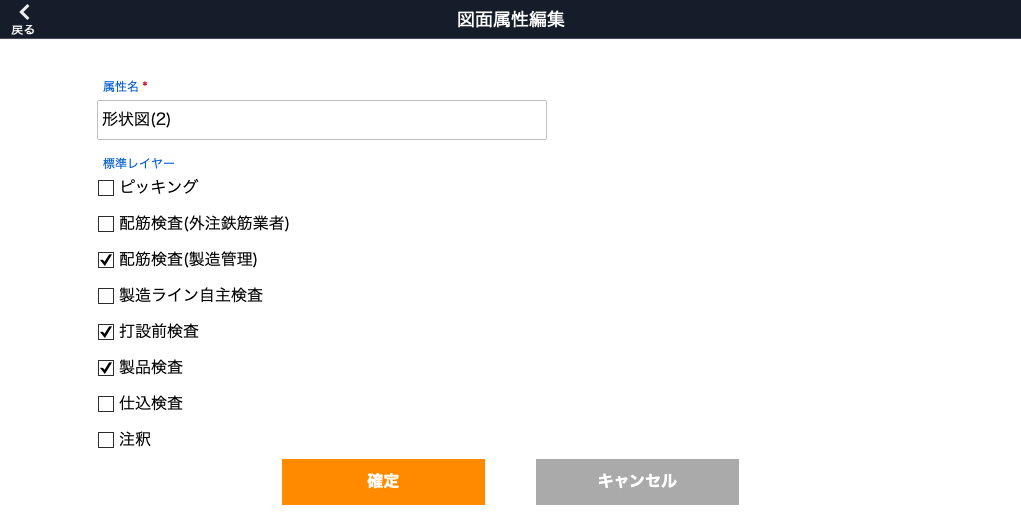 戻る
図面属性編集
属性名 *
形状図(2)
標準レイヤー
ピッキング
配筋検査(外注鉄筋業者)
配筋検査(製造管理)
製造ライン自主検査
打設前検査
製品検査
仕込検査
注釈
確定
キャンセル